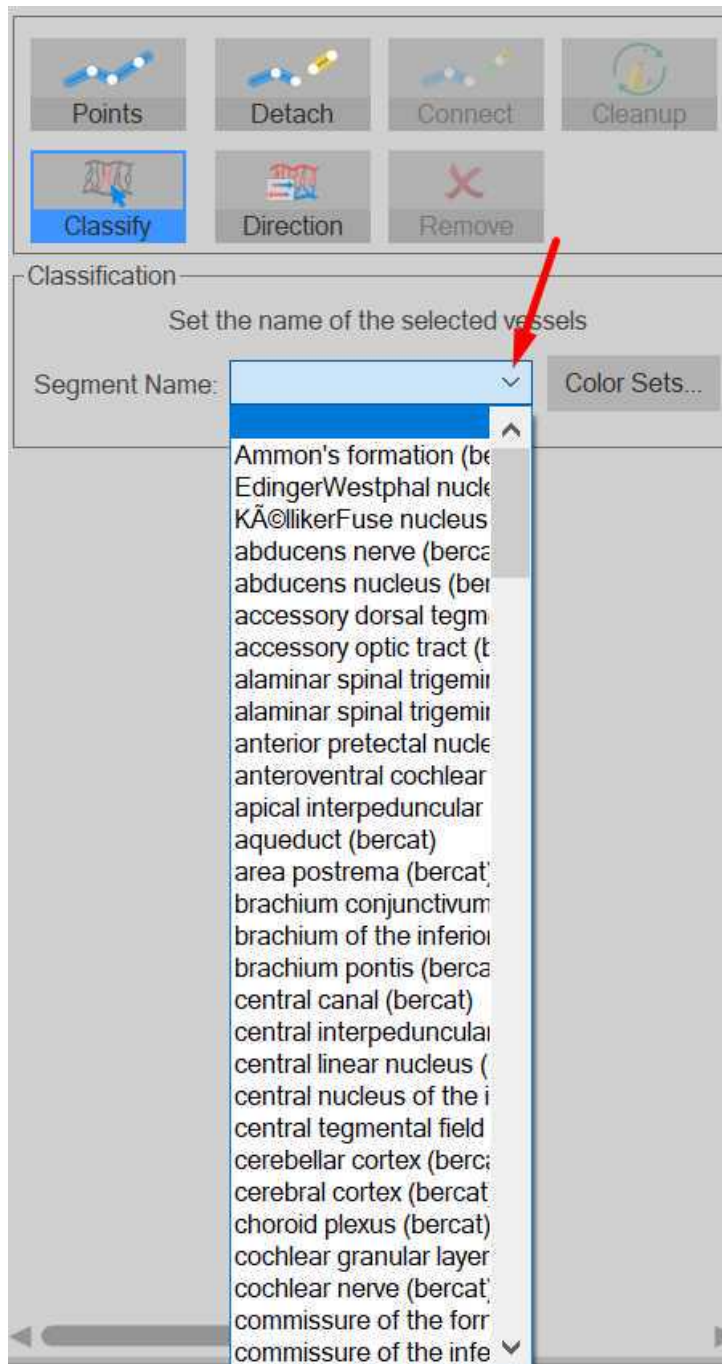 Points Detach Connect Cleanup
Classify Direction Remove
Classification
Set the name of the selected vessels
Segment Name: Color Sets...
Ammon's formation (be
EdingerWestphal nucle
KÃ©llikerFuse nucleus
abducens nerve (berca
abducens nucleus (ber
accessory dorsal tegm
accessory optic tract (b
alaminar spinal trigemin
alaminar spinal trigemin
anterior pretectal nucle
anteroventral cochlear
apical interpeduncular
aqueduct (bercat)
area postrema (bercat)
brachium conjunctivum
brachium of the inferior
brachium pontis (berca
central canal (bercat)
central interpeduncular
central linear nucleus (
central nucleus of the i
central tegmental field
cerebellar cortex (berca
cerebral cortex (bercat
choroid plexus (bercat)
cochlear granular layer
cochlear nerve (bercat)
commissure of the forr
commissure of the infe